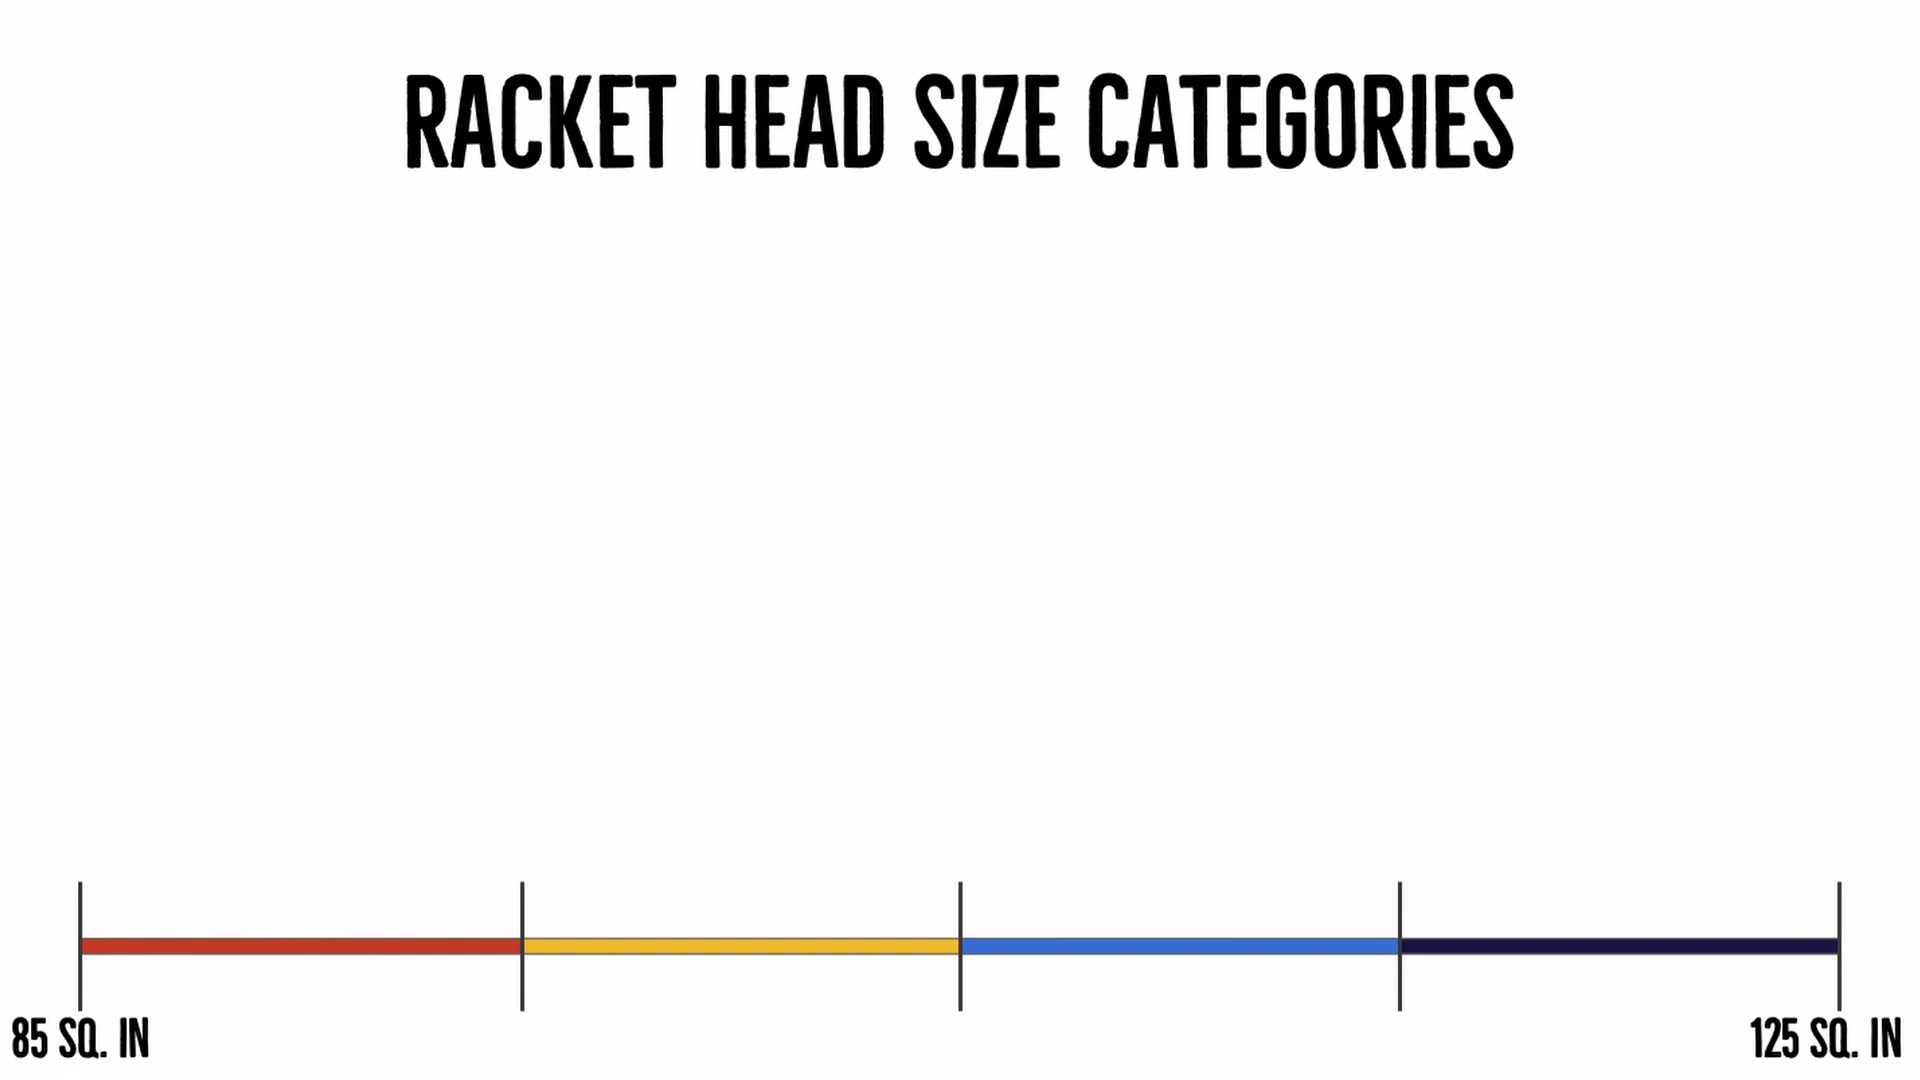 RACKET HEAD SIZE CATEGORIES
85 SQ. IN
125 SQ. IN